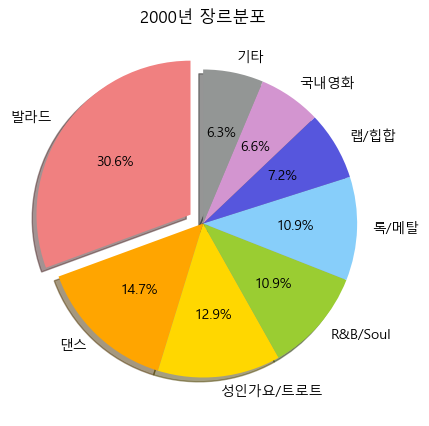 2000년 장르분포
기타
국내영화
랩/힙합
록/메탈
R&B/Soul
성인가요/트로트
댄스
발라드
6.3%
6.6%
7.2%
10.9%
10.9%
12.9%
14.7%
30.6%